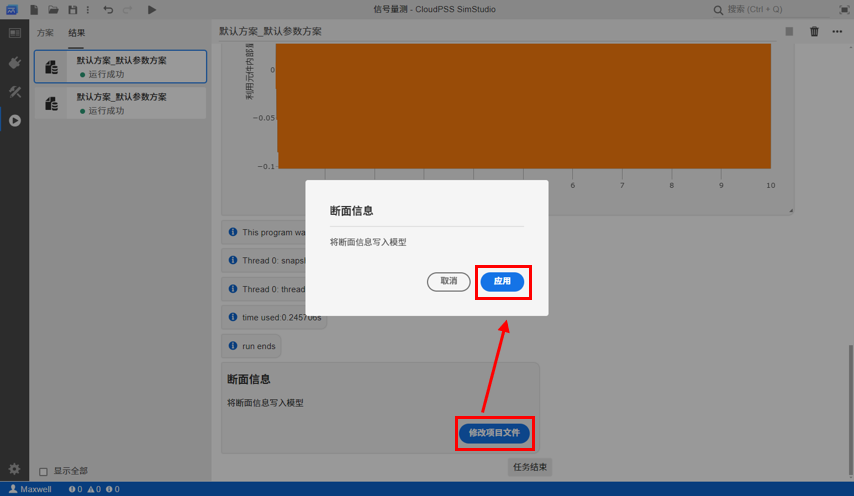 信号量测 - CloudPSS SimStudio
搜索 (Ctrl + Q)
方案
结果
默认方案_默认参数方案
运行成功
默认方案_默认参数方案
运行成功
默认方案_默认参数方案
利用元件内部量
0
−0.05
−0.1
6
7
8
9
10
This program wa
Thread 0: snapsh
Thread 0: thread
time used:0.245706s
run ends
断面信息
将断面信息写入模型
取消
应用
断面信息
将断面信息写入模型
修改项目文件
任务结束
显示全部
Maxwell
0
0
0